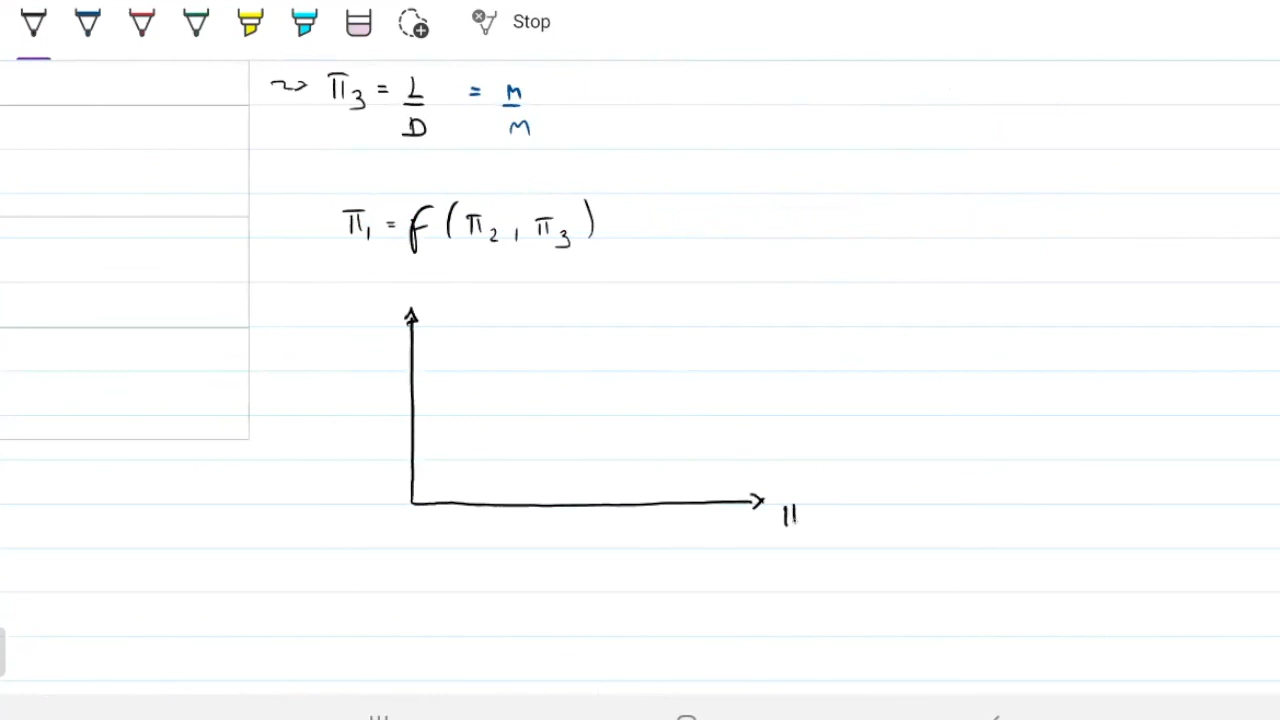 Stop
⤳ π₃ = L/D = m/m
π₁ = f(π₂, π₃)